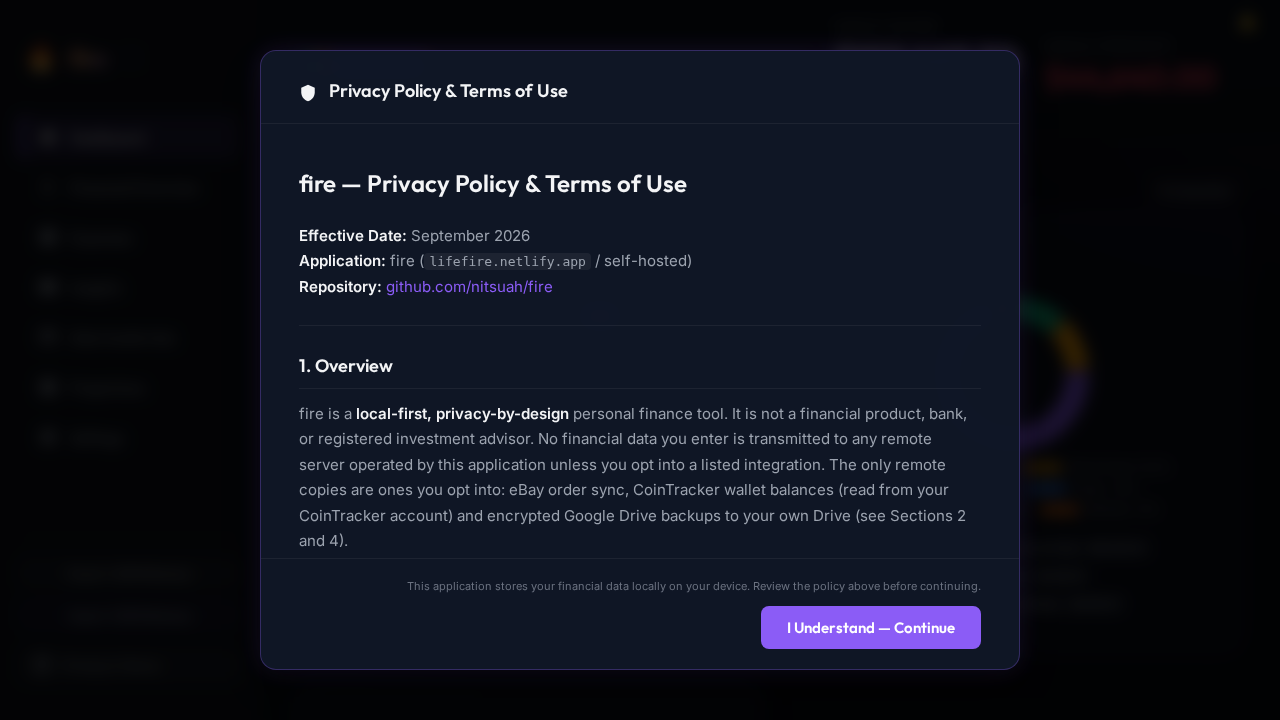 Privacy Policy & Terms of Use
fire — Privacy Policy & Terms of Use
Effective Date: September 2026
Application: fire ( lifefire.netlify.app / self-hosted)
Repository: github.com/nitsuah/fire
1. Overview
fire is a local-first, privacy-by-design personal finance tool. It is not a financial product, bank,
or registered investment advisor. No financial data you enter is transmitted to any remote
server operated by this application unless you opt into a listed integration. The only remote
copies are ones you opt into: eBay order sync, CoinTracker wallet balances (read from your
CoinTracker account) and encrypted Google Drive backups to your own Drive (see Sections 2
and 4).
This application stores your financial data locally on your device. Review the policy above before continuing.
I Understand — Continue